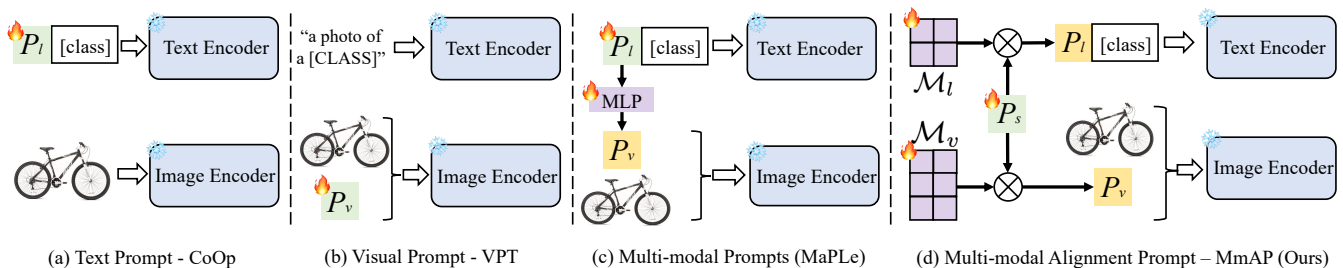 P_l [class]
Text Encoder
Image Encoder
(a) Text Prompt - CoOp
"a photo of
a [CLASS]"
Text Encoder
P_v
Image Encoder
(b) Visual Prompt - VPT
P_l [class]
Text Encoder
MLP
P_v
Image Encoder
(c) Multi-modal Prompts (MaPLe)
M_l
P_l [class]
Text Encoder
P_s
M_v
P_v
Image Encoder
(d) Multi-modal Alignment Prompt – MmAP (Ours)